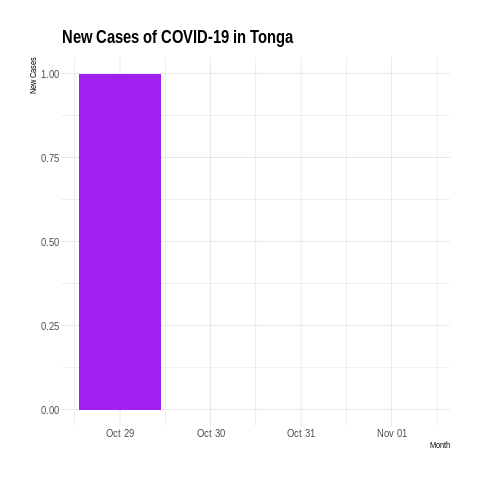 New Cases of COVID-19 in Tonga
New Cases
1.00
0.75
0.50
0.25
0.00
Oct 29 Oct 30 Oct 31 Nov 01
Month